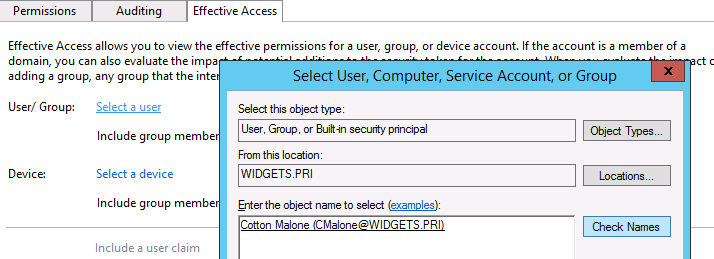 Permissions Auditing Effective Access
Effective Access allows you to view the effective permissions for a user, group, or device account. If the account is a member of a
domain, you can also evaluate the impact of potential additions to the security token for the account. When you evaluate the impact o
adding a group, any group that the inter
Select User, Computer, Service Account, or Group
x
User/ Group: Select a user
Include group member
Device: Select a device
Include group member
Include a user claim
Select this object type:
User, Group, or Built-in security principal
Object Types...
From this location:
WIDGETS.PRI
Locations...
Enter the object name to select (examples):
Cotton Malone (CMalone@WIDGETS.PRI)
Check Names